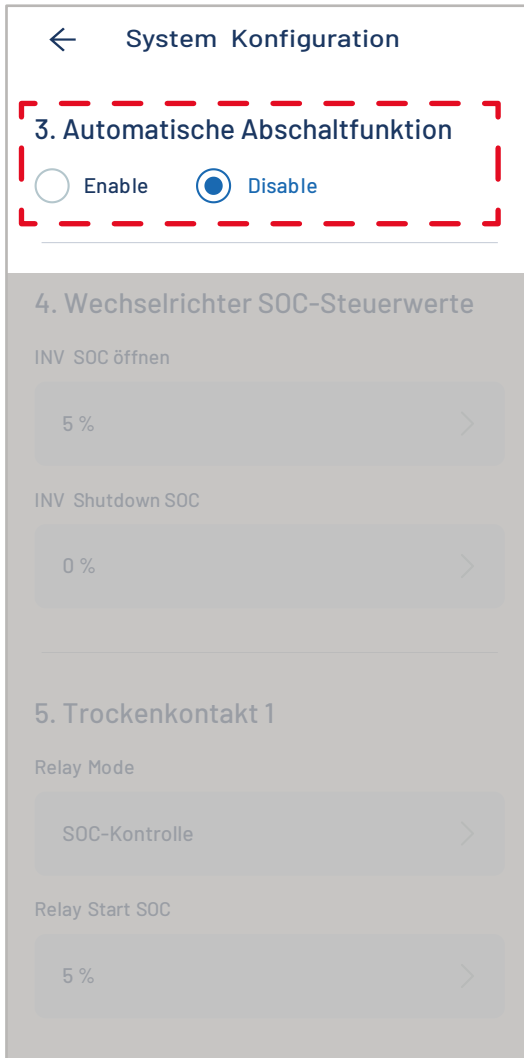 System Konfiguration
3. Automatische Abschaltfunktion
Enable Disable
4. Wechselrichter SOC-Steuerwerte
INV SOC öffnen
5 %
INV Shutdown SOC
0 %
5. Trockenkontakt 1
Relay Mode
SOC-Kontrolle
Relay Start SOC
5 %